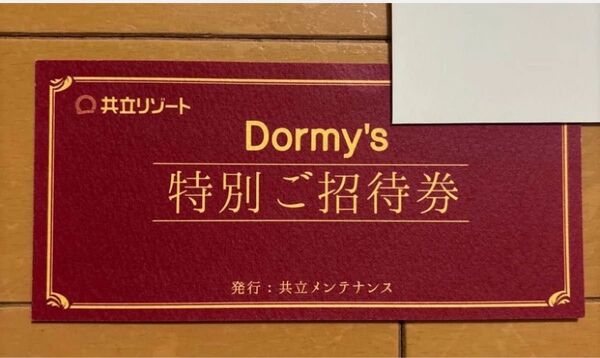 共立リゾート
Dormy's
特別ご招待券
発行：共立メンテナンス